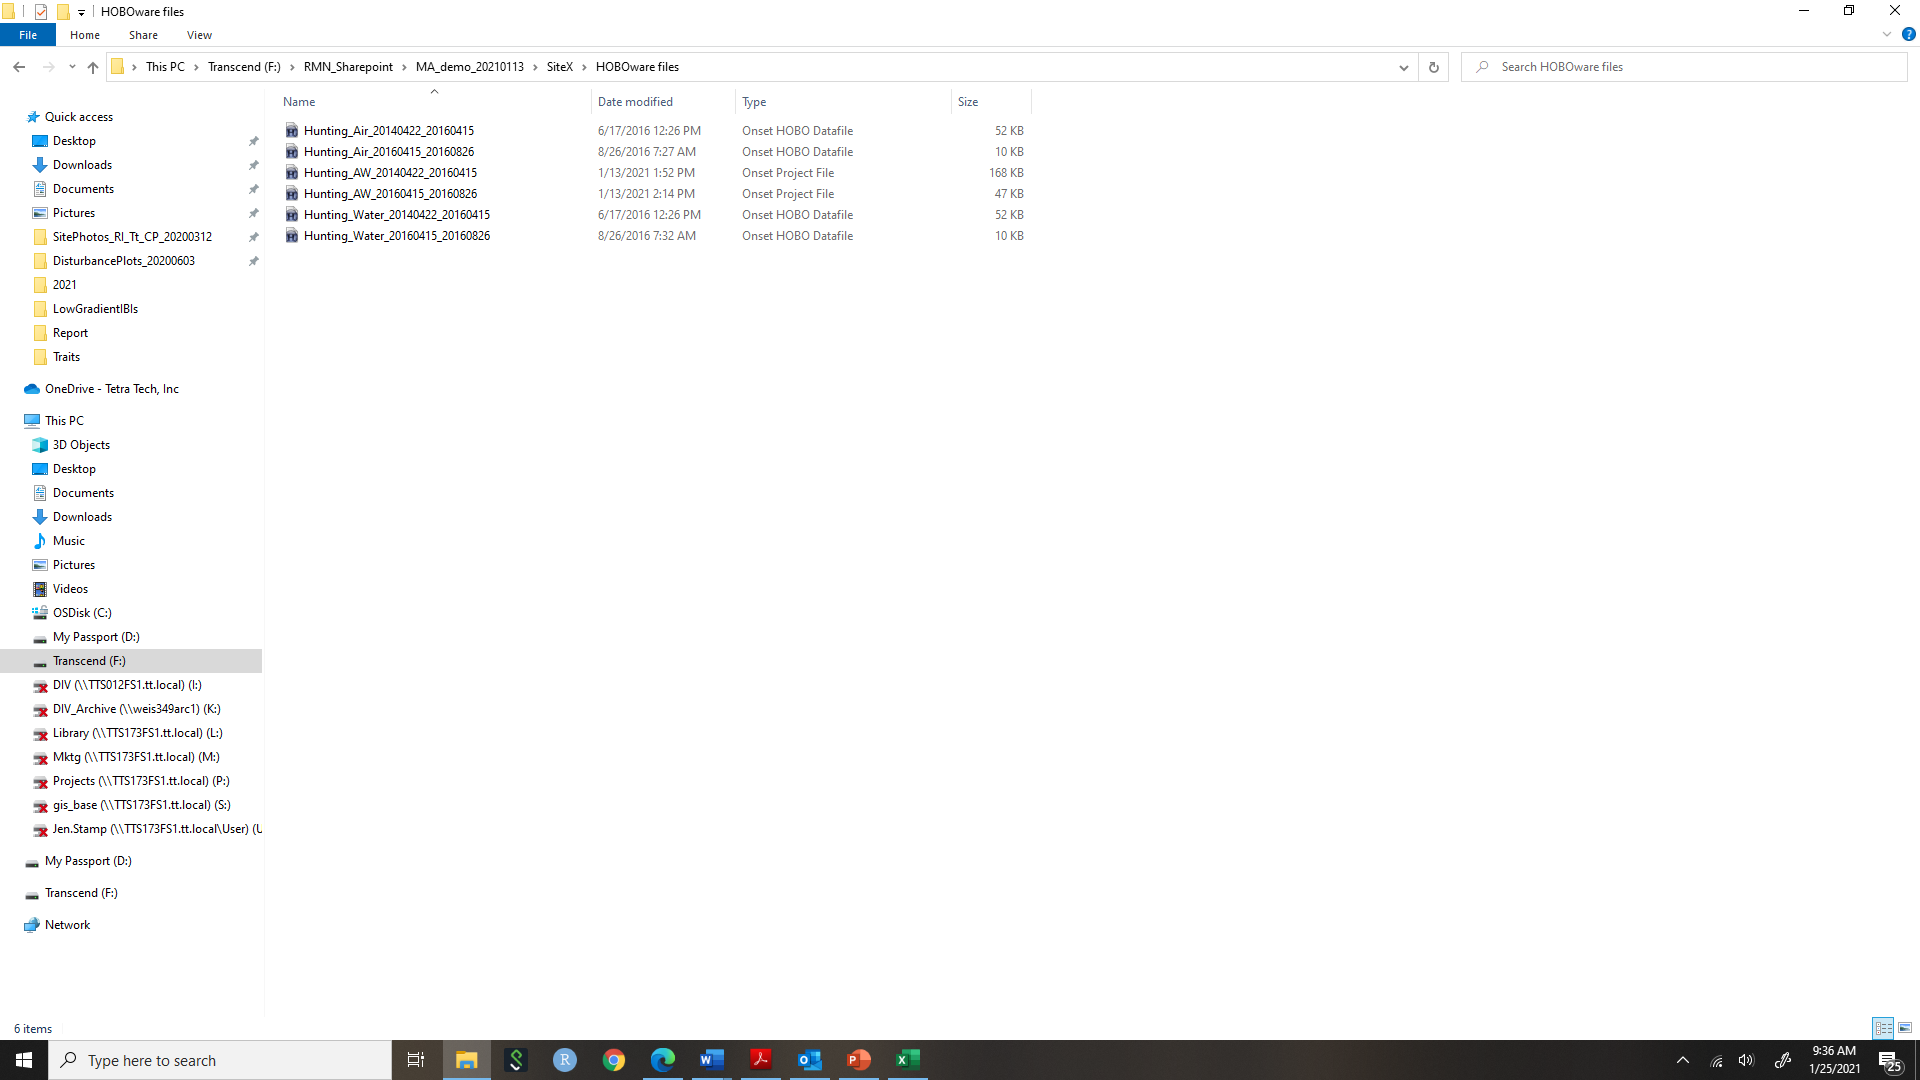 HOBOware files
File Home Share View
This PC Transcend (F:) RMN_Sharepoint MA_demo_20210113 SiteX HOBOware files
Search HOBOware files
Name Date modified Type Size
Hunting_Air_20140422_20160415 6/17/2016 12:26 PM Onset HOBO Datafile 52 KB
Hunting_Air_20160415_20160826 8/26/2016 7:27 AM Onset HOBO Datafile 10 KB
Hunting_AW_20140422_20160415 1/13/2021 1:52 PM Onset Project File 168 KB
Hunting_AW_20160415_20160826 1/13/2021 2:14 PM Onset Project File 47 KB
Hunting_Water_20140422_20160415 6/17/2016 12:26 PM Onset HOBO Datafile 52 KB
Hunting_Water_20160415_20160826 8/26/2016 7:32 AM Onset HOBO Datafile 10 KB
Quick access
Desktop
Downloads
Documents
Pictures
SitePhotos_RI_Tt_CP_20200312
DisturbancePlots_20200603
2021
LowGradientIBIs
Report
Traits
OneDrive - Tetra Tech, Inc
This PC
3D Objects
Desktop
Documents
Downloads
Music
Pictures
Videos
OSDisk (C:)
My Passport (D:)
Transcend (F:)
DIV (\\TTS012FS1.tt.local) (I:)
DIV_Archive (\\weis349arc1) (K:)
Library (\\TTS173FS1.tt.local) (L:)
Mktg (\\TTS173FS1.tt.local) (M:)
Projects (\\TTS173FS1.tt.local) (P:)
gis_base (\\TTS173FS1.tt.local) (S:)
Jen.Stamp (\\TTS173FS1.tt.local\User) (U
My Passport (D:)
Transcend (F:)
Network
6 items
Type here to search
9:36 AM
1/25/2021
25